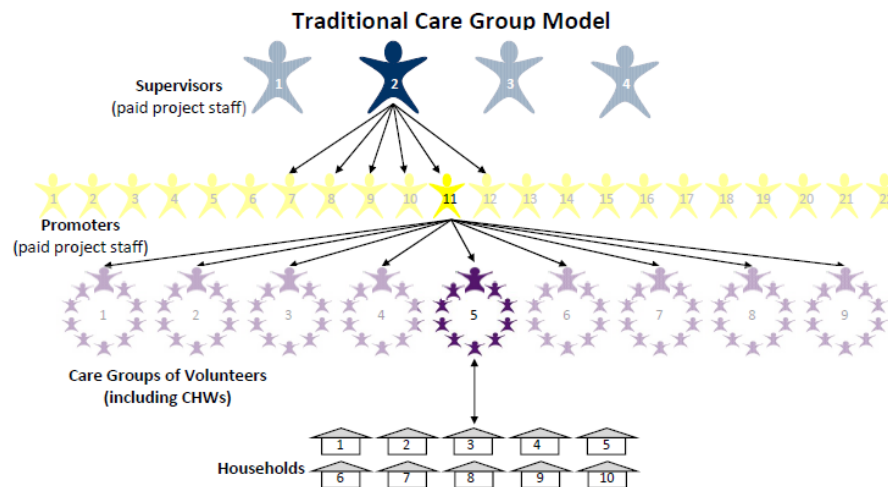 Traditional Care Group Model
1 2 3 4
Supervisors
(paid project staff)
1 2 3 4 5 6 7 8 9 10 11 12 13 14 15 16 17 18 19 20 21 22
Promoters
(paid project staff)
1 2 3 4 5 6 7 8 9
Care Groups of Volunteers
(including CHWs)
1 2 3 4 5
Households
6 7 8 9 10